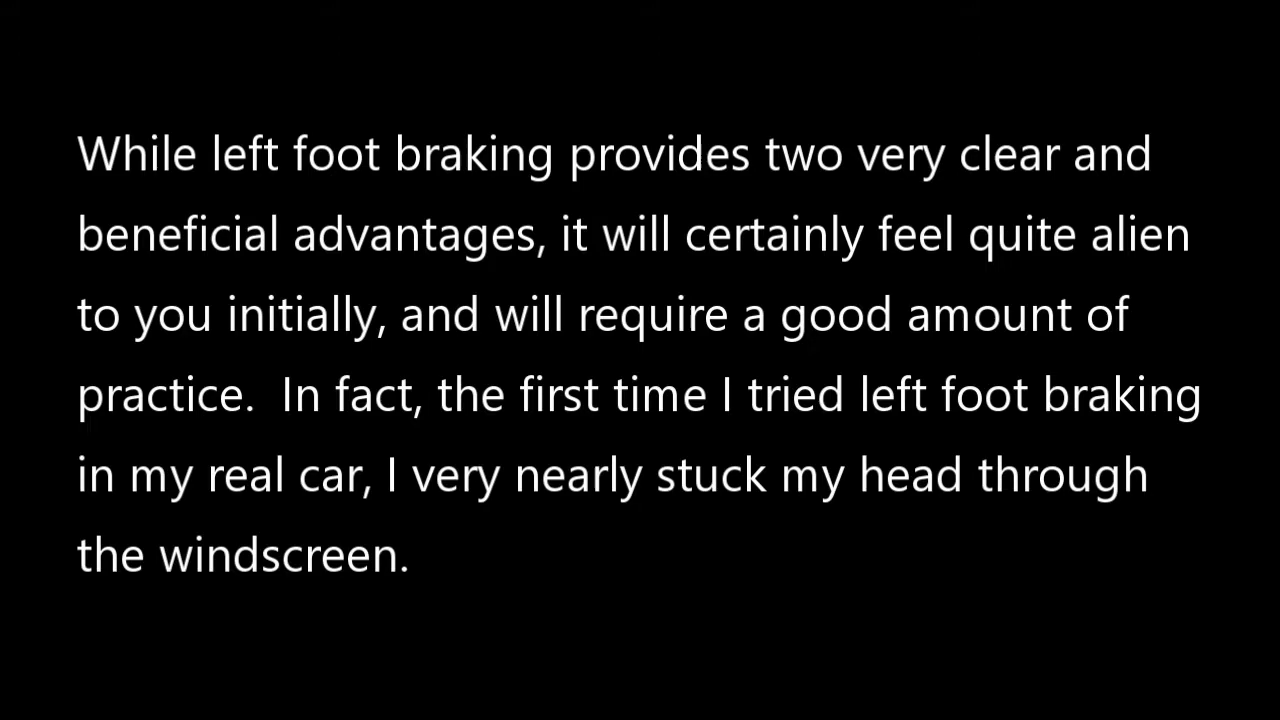 While left foot braking provides two very clear and
beneficial advantages, it will certainly feel quite alien
to you initially, and will require a good amount of
practice.  In fact, the first time I tried left foot braking
in my real car, I very nearly stuck my head through
the windscreen.